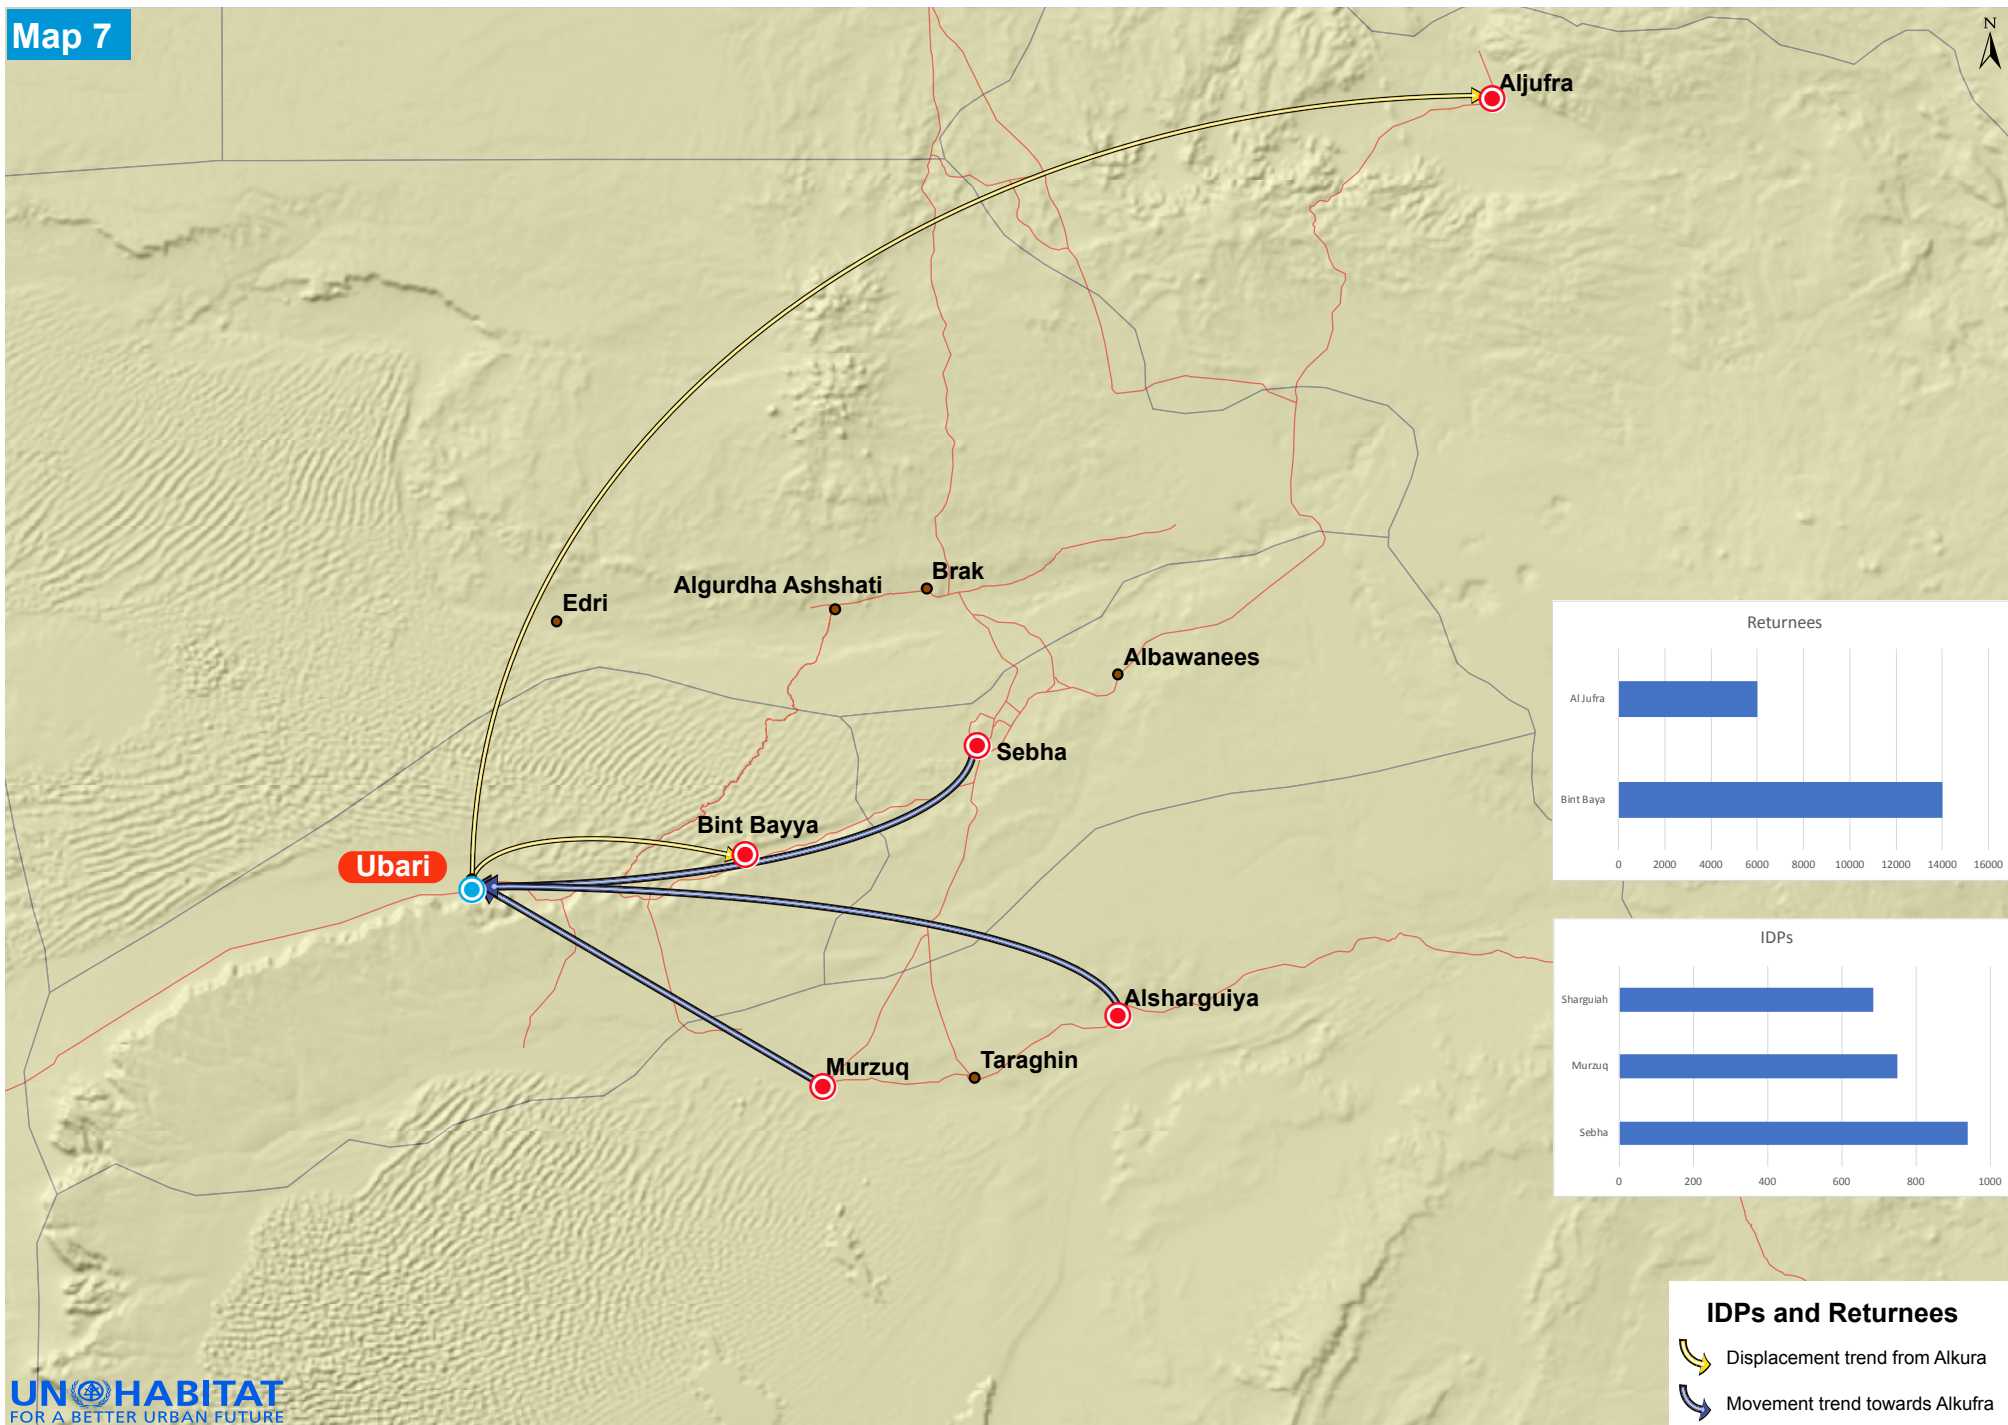 Map 7
N
Aljufra
Brak
Algurdha Ashshati
Edri
Albawanees
Sebha
Bint Bayya
Ubari
Alsharguiya
Murzuq
Taraghin
Returnees
Al Jufra
Bint Baya
0 2000 4000 6000 8000 10000 12000 14000 16000
IDPs
Sharguiah
Murzuq
Sebha
0 200 400 600 800 1000
IDPs and Returnees
Displacement trend from Alkura
Movement trend towards Alkufra
UN HABITAT
FOR A BETTER URBAN FUTURE